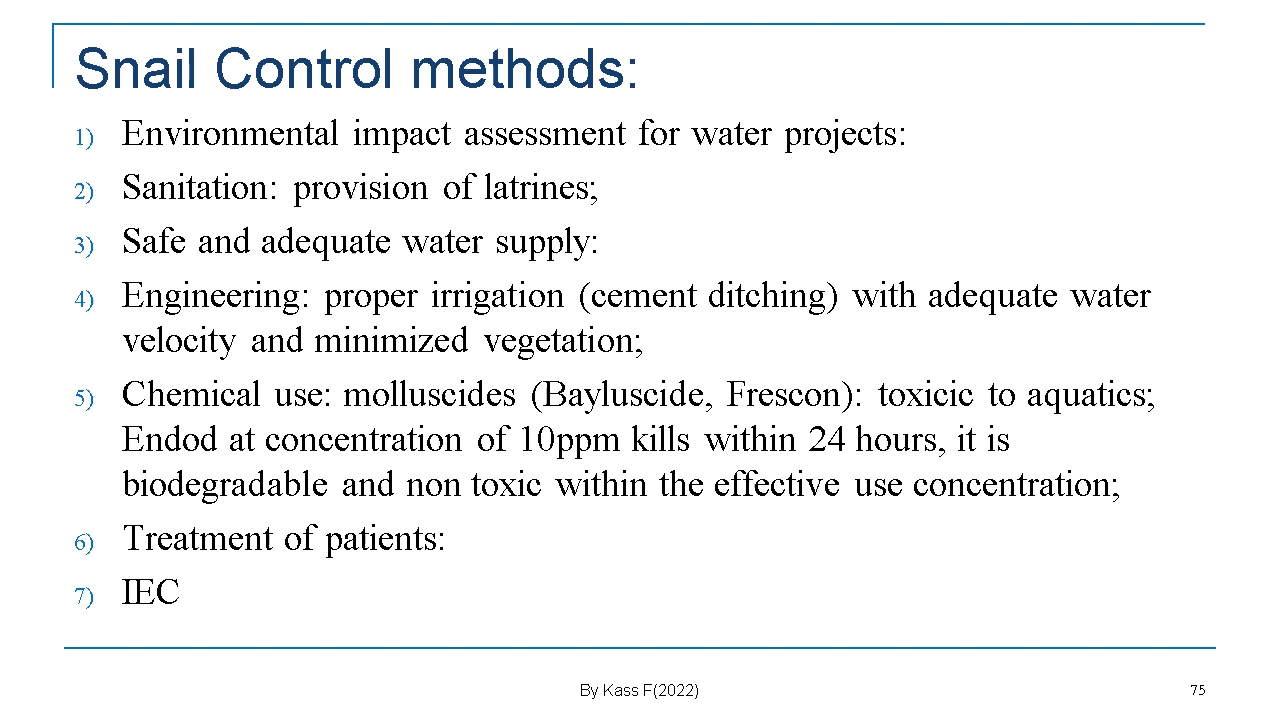 Snail Control methods:
1) Environmental impact assessment for water projects:
2) Sanitation: provision of latrines;
3) Safe and adequate water supply:
4) Engineering: proper irrigation (cement ditching) with adequate water
velocity and minimized vegetation;
5) Chemical use: molluscides (Bayluscide, Frescon): toxicic to aquatics;
Endod at concentration of 10ppm kills within 24 hours, it is
biodegradable and non toxic within the effective use concentration;
6) Treatment of patients:
7) IEC
By Kass F(2022)
75